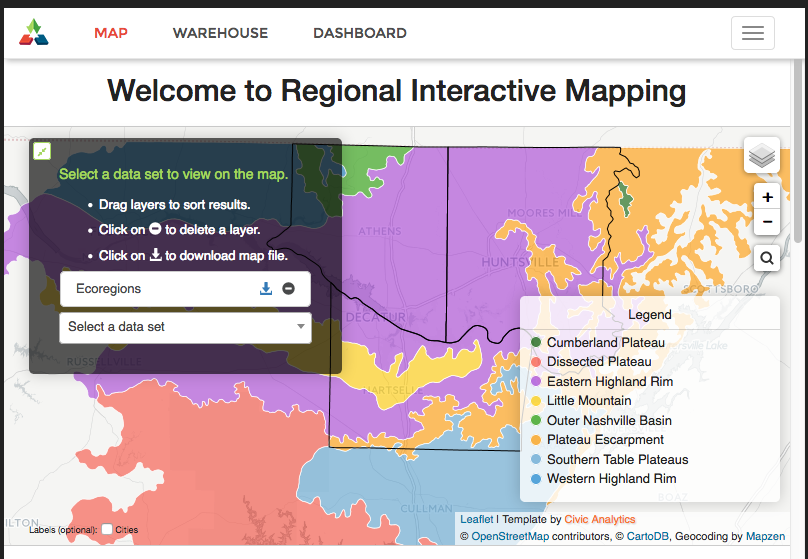 MAP WAREHOUSE DASHBOARD
Welcome to Regional Interactive Mapping
Select a data set to view on the map.
• Drag layers to sort results.
• Click on to delete a layer.
• Click on to download map file.
Ecoregions
Select a data set
ATHENS
MOORES MILL
HUNTSVILLE
SCOTTSBORO
DECATUR
RUSSELLVILLE
HARTSELLE
CULLMAN
BOAZ
Legend
Cumberland Plateau
Dissected Plateau
Eastern Highland Rim
Little Mountain
Outer Nashville Basin
Plateau Escarpment
Southern Table Plateaus
Western Highland Rim
+
−
Lake
ILTON
Labels (optional): Cities
Leaflet | Template by Civic Analytics
© OpenStreetMap contributors, © CartoDB, Geocoding by Mapzen